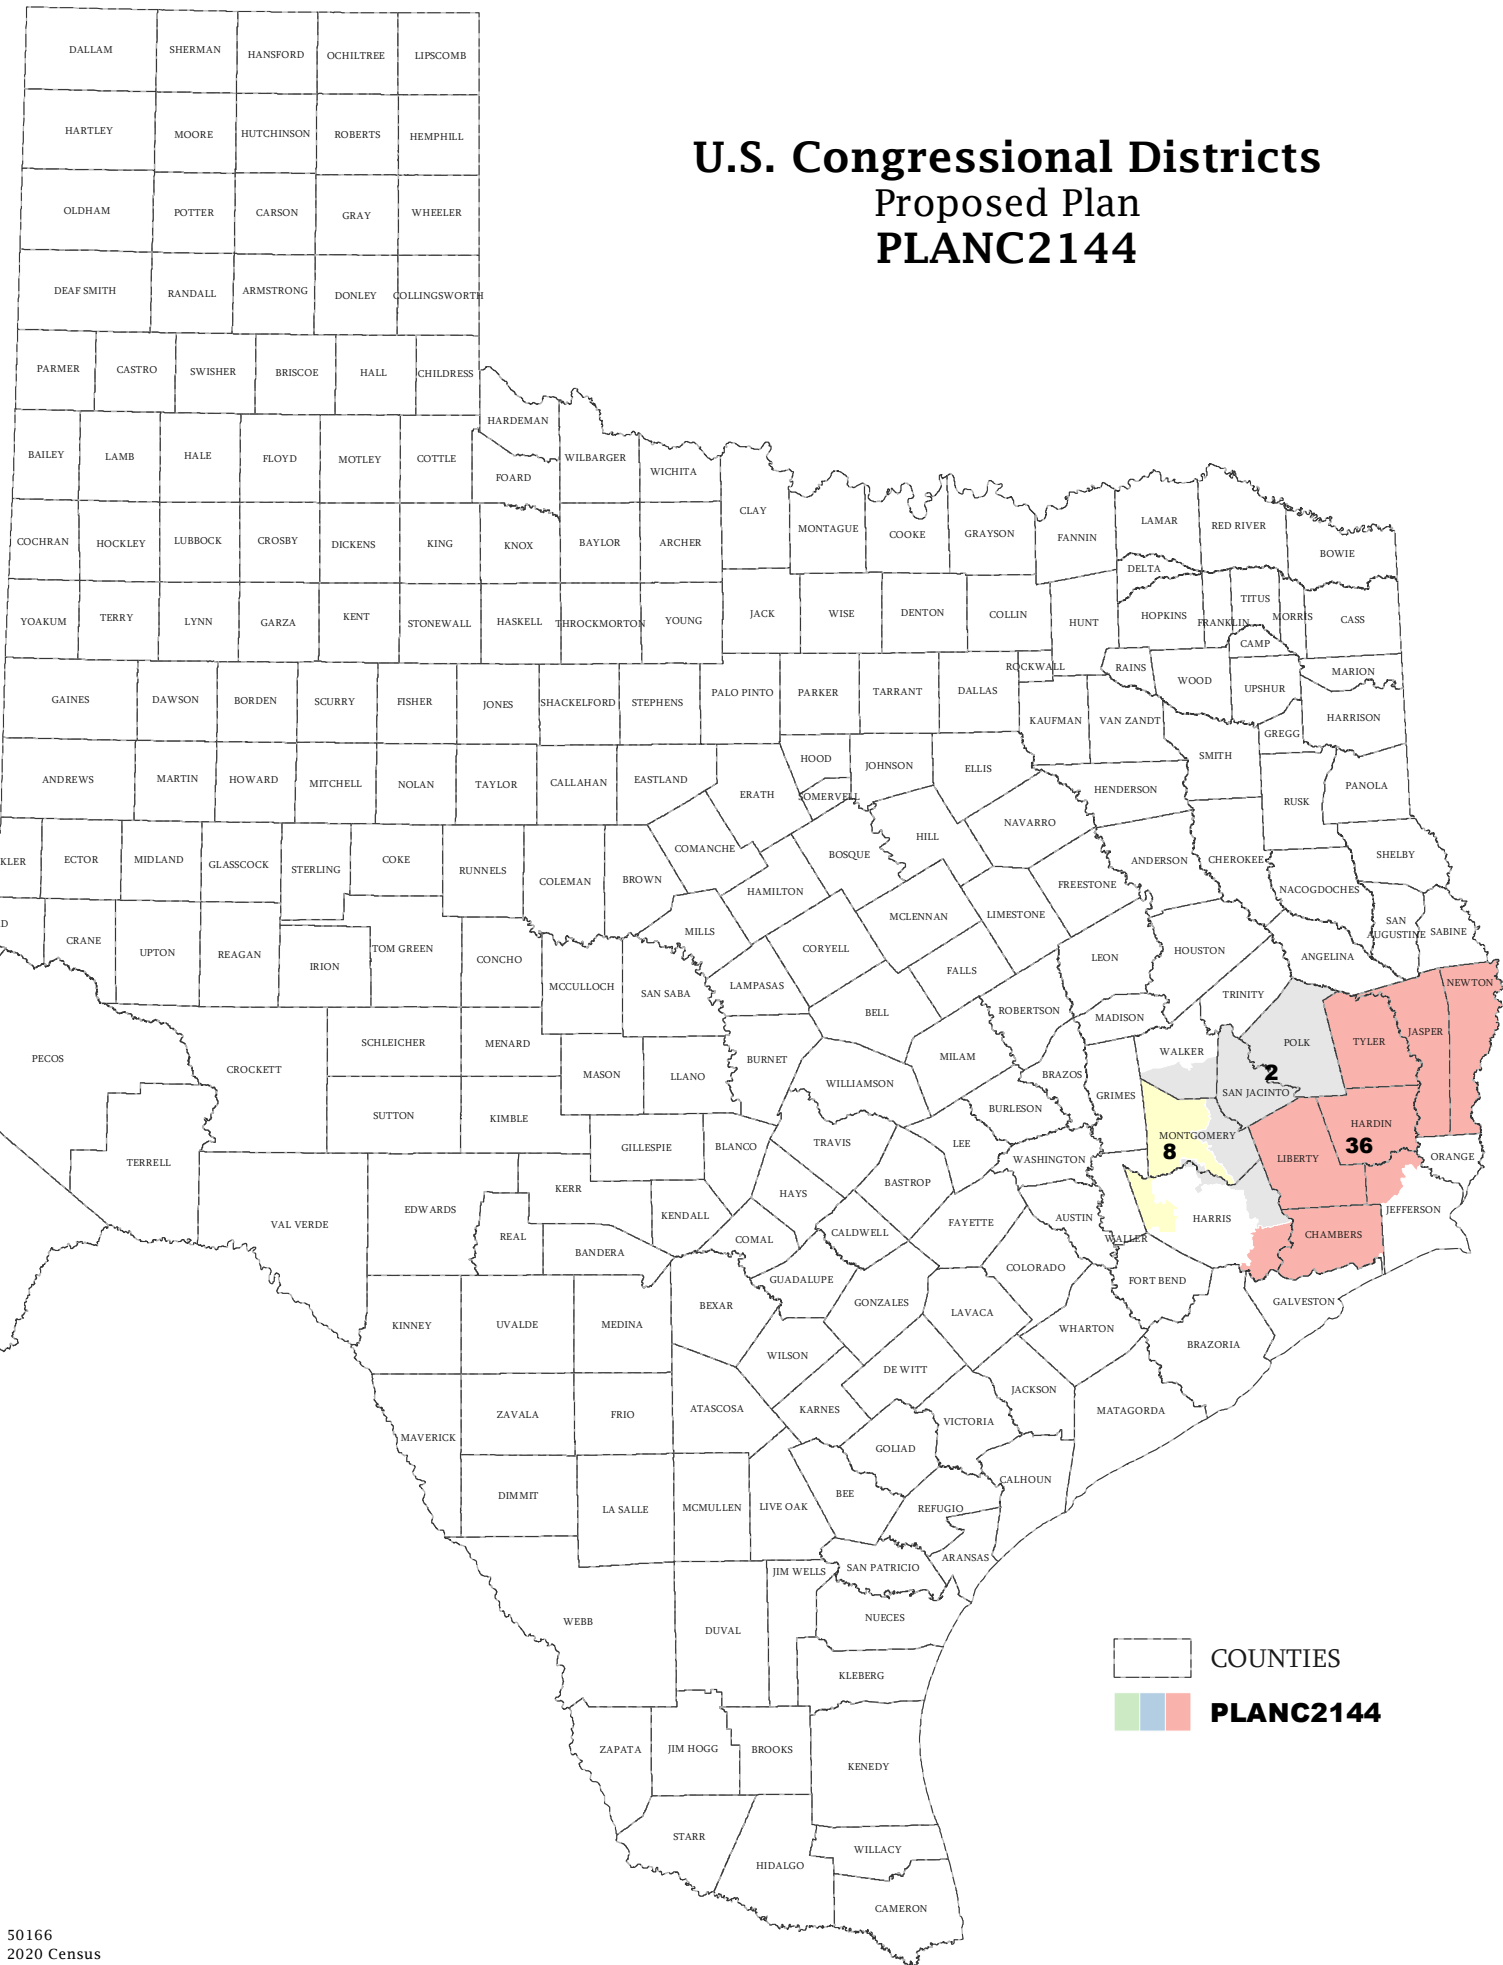 U.S. Congressional Districts
Proposed Plan
PLANC2144
DALLAM SHERMAN HANSFORD OCHILTREE LIPSCOMB
HARTLEY MOORE HUTCHINSON ROBERTS HEMPHILL
OLDHAM POTTER CARSON GRAY WHEELER
DEAF SMITH RANDALL ARMSTRONG DONLEY COLLINGSWORTH
PARMER CASTRO SWISHER BRISCOE HALL CHILDRESS
HARDEMAN
BAILEY LAMB HALE FLOYD MOTLEY COTTLE FOARD WILBARGER WICHITA
CLAY MONTAGUE COOKE GRAYSON FANNIN LAMAR RED RIVER BOWIE
DELTA
COCHRAN HOCKLEY LUBBOCK CROSBY DICKENS KING KNOX BAYLOR ARCHER
YOAKUM TERRY LYNN GARZA KENT STONEWALL HASKELL THROCKMORTON YOUNG JACK WISE DENTON COLLIN HUNT HOPKINS FRANKLIN TITUS MORRIS CASS
CAMP
ROCKWALL RAINS WOOD UPSHUR MARION
GAINES DAWSON BORDEN SCURRY FISHER JONES SHACKELFORD STEPHENS PALO PINTO PARKER TARRANT DALLAS
KAUFMAN VAN ZANDT GREGG HARRISON
SMITH
ANDREWS MARTIN HOWARD MITCHELL NOLAN TAYLOR CALLAHAN EASTLAND ERATH HOOD JOHNSON ELLIS HENDERSON RUSK PANOLA
SOMERVELL
NAVARRO
HILL
KLER ECTOR MIDLAND GLASSCOCK STERLING COKE RUNNELS COLEMAN BROWN COMANCHE BOSQUE ANDERSON CHEROKEE SHELBY
HAMILTON FREESTONE NACOGDOCHES
D CRANE UPTON REAGAN IRION TOM GREEN CONCHO MILLS CORYELL MCLENNAN LIMESTONE SAN AUGUSTINE SABINE
LEON HOUSTON ANGELINA
MCCULLOCH SAN SABA LAMPASAS FALLS
BELL ROBERTSON MADISON TRINITY NEWTON
PECOS CROCKETT SCHLEICHER MENARD MASON LLANO BURNET WILLIAMSON MILAM BRAZOS WALKER POLK TYLER JASPER
2
SAN JACINTO
GRIMES
SUTTON KIMBLE BURLESON
GILLESPIE BLANCO TRAVIS LEE MONTGOMERY HARDIN
8 36
TERRELL WASHINGTON LIBERTY ORANGE
KERR HAYS BASTROP
VAL VERDE EDWARDS KENDALL CALDWELL FAYETTE AUSTIN HARRIS JEFFERSON
REAL BANDERA COMAL WALLER CHAMBERS
GUADALUPE COLORADO FORT BEND
BEXAR GONZALES LAVACA GALVESTON
KINNEY UVALDE MEDINA WHARTON BRAZORIA
WILSON DE WITT
JACKSON MATAGORDA
ZAVALA FRIO ATASCOSA KARNES VICTORIA
MAVERICK GOLIAD
CALHOUN
DIMMIT LA SALLE MCMULLEN LIVE OAK BEE REFUGIO
ARANSAS
JIM WELLS SAN PATRICIO
WEBB DUVAL NUECES
KLEBERG
ZAPATA JIM HOGG BROOKS KENEDY
STARR WILLACY
HIDALGO
CAMERON
COUNTIES
PLANC2144
50166
2020 Census